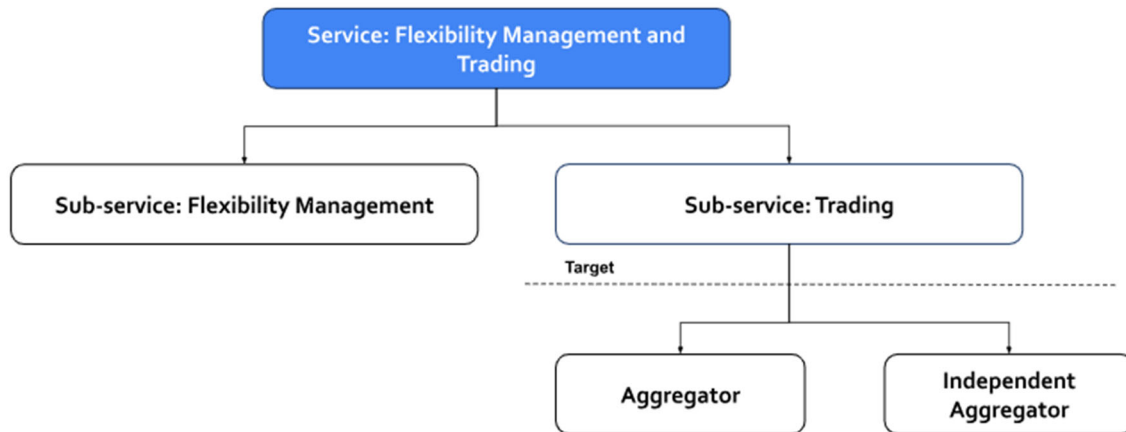 Service: Flexibility Management and
Trading
Sub-service: Flexibility Management
Sub-service: Trading
Target
Aggregator
Independent
Aggregator